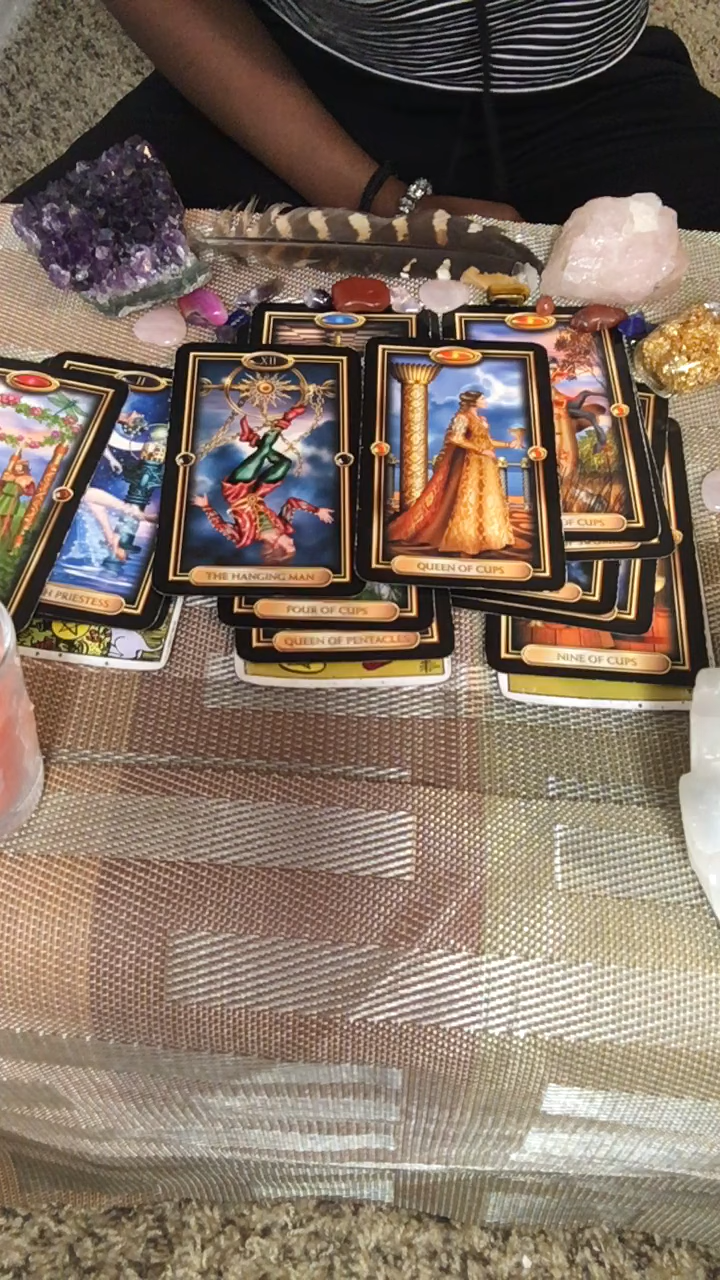 XII
II
H PRIESTESS
THE HANGING MAN
QUEEN OF CUPS
OF CUPS
FOUR OF CUPS
QUEEN OF PENTACLES
NINE OF CUPS